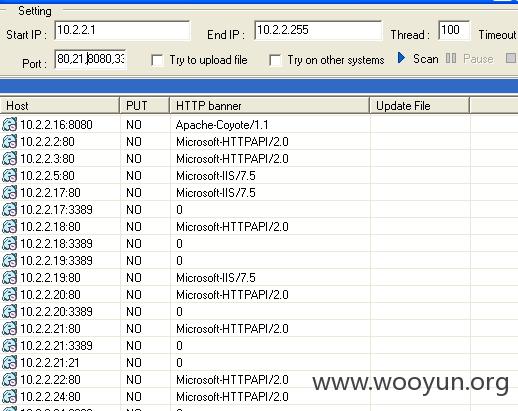 Setting
Start IP : 10.2.2.1 End IP : 10.2.2.255 Thread : 100 Timeout
Port : 80,21,8080,33 Try to upload file Try on other systems Scan Pause
Host PUT HTTP banner Update File
10.2.2.16:8080 NO Apache-Coyote/1.1
10.2.2.2:80 NO Microsoft-HTTPAPI/2.0
10.2.2.3:80 NO Microsoft-HTTPAPI/2.0
10.2.2.5:80 NO Microsoft-IIS/7.5
10.2.2.17:80 NO Microsoft-IIS/7.5
10.2.2.17:3389 NO 0
10.2.2.18:80 NO Microsoft-HTTPAPI/2.0
10.2.2.18:3389 NO 0
10.2.2.19:3389 NO 0
10.2.2.19:80 NO Microsoft-IIS/7.5
10.2.2.20:80 NO Microsoft-HTTPAPI/2.0
10.2.2.20:3389 NO 0
10.2.2.21:80 NO Microsoft-HTTPAPI/2.0
10.2.2.21:3389 NO 0
10.2.2.21:21 NO 0
10.2.2.22:80 NO Microsoft-HTTPAPI/2.0
10.2.2.24:80 NO Microsoft-HTTPAPI/2.0
www.wooyun.org